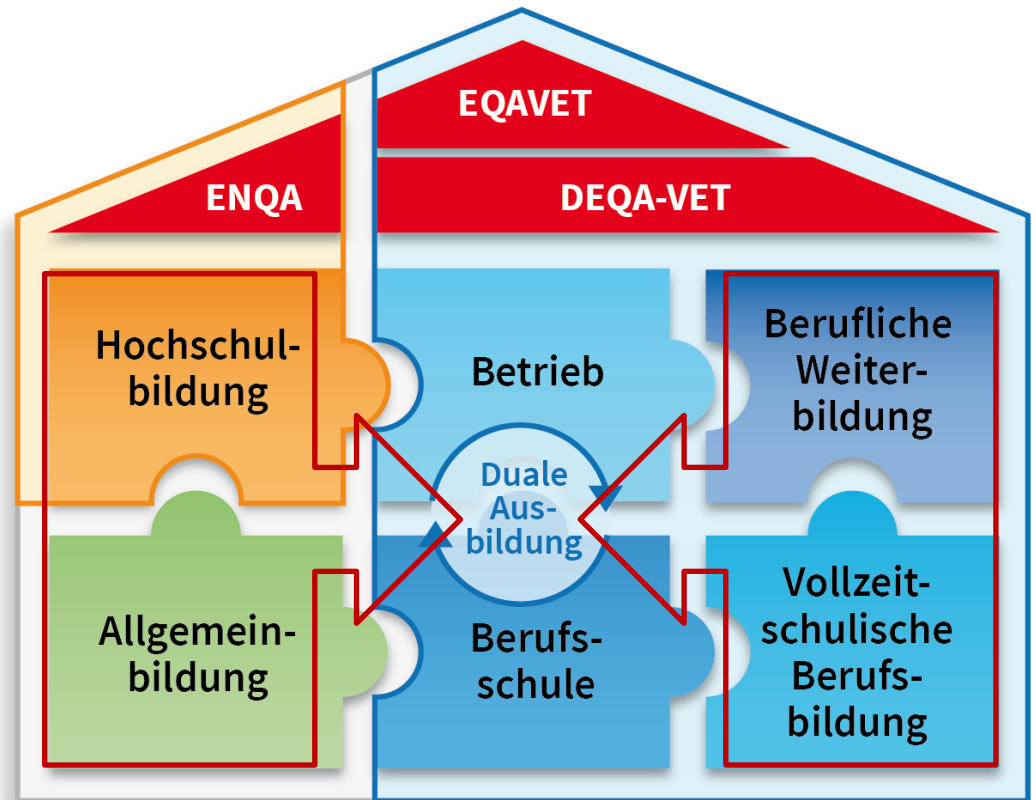 EQAVET
ENQA
DEQA-VET
Hochschul-
bildung
Betrieb
Berufliche
Weiter-
bildung
Duale
Aus-
bildung
Allgemein-
bildung
Berufs-
schule
Vollzeit-
schulische
Berufs-
bildung